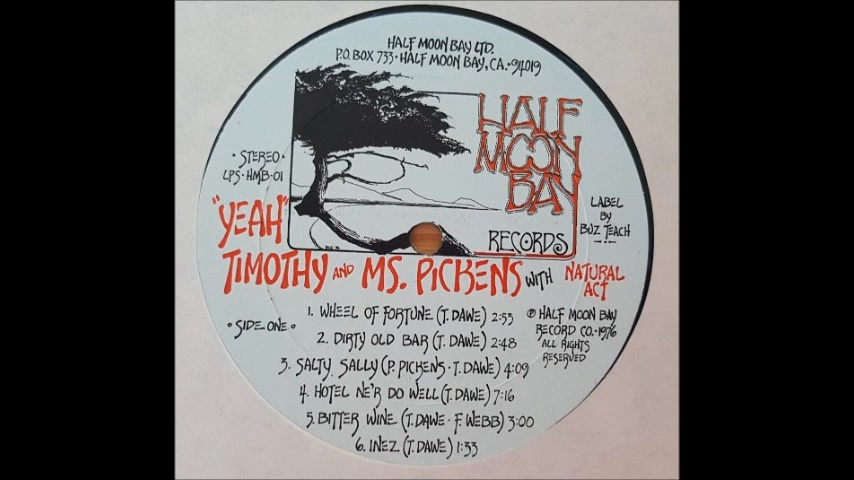 HALF MOON BAY LTD.
P.O. BOX 733 · HALF MOON BAY, CA. · 94019
HALF
MOON
BAY
RECORDS
· STEREO ·
LPS · HMB-01
LABEL
BY
BUZ TEACH
"YEAH"
TIMOTHY AND MS. PICKENS WITH NATURAL
ACT
° SIDE ONE °
1. WHEEL OF FORTUNE (T. DAWE) 2:53
2. DIRTY OLD BAR (T. DAWE) 2:48
3. SALTY SALLY (P. PICKENS · T. DAWE) 4:09
4. HOTEL NE'R DO WELL (T. DAWE) 7:16
5. BITTER WINE (T. DAWE · F. WEBB) 3:00
6. INEZ (T. DAWE) 1:33
℗ HALF MOON BAY
RECORD CO. · 1976
ALL RIGHTS
RESERVED